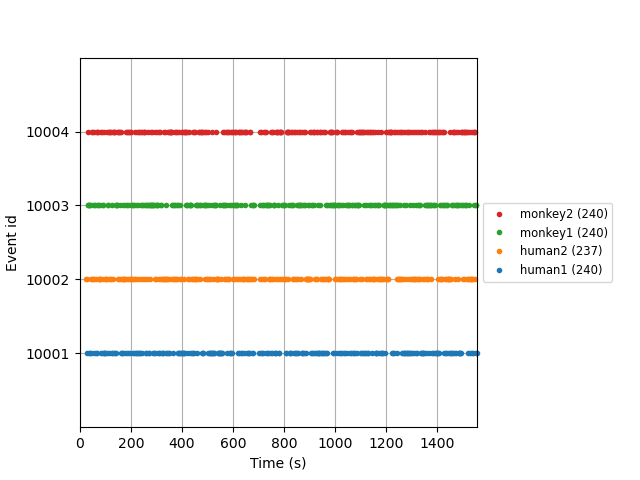 10004
10003
10002
10001
Event id
0 200 400 600 800 1000 1200 1400
Time (s)
monkey2 (240)
monkey1 (240)
human2 (237)
human1 (240)